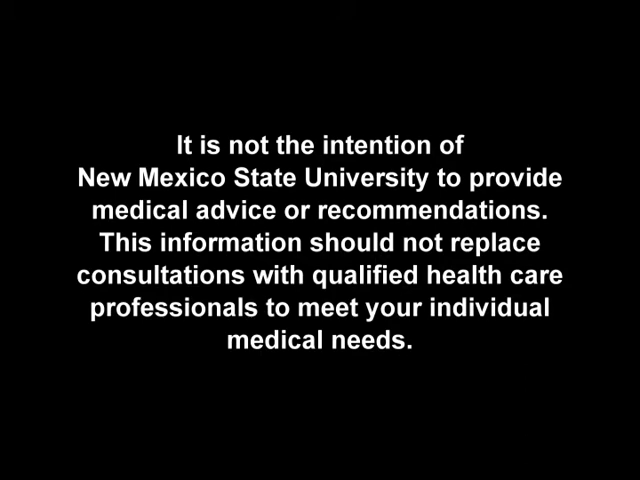 It is not the intention of
New Mexico State University to provide
medical advice or recommendations.
This information should not replace
consultations with qualified health care
professionals to meet your individual
medical needs.